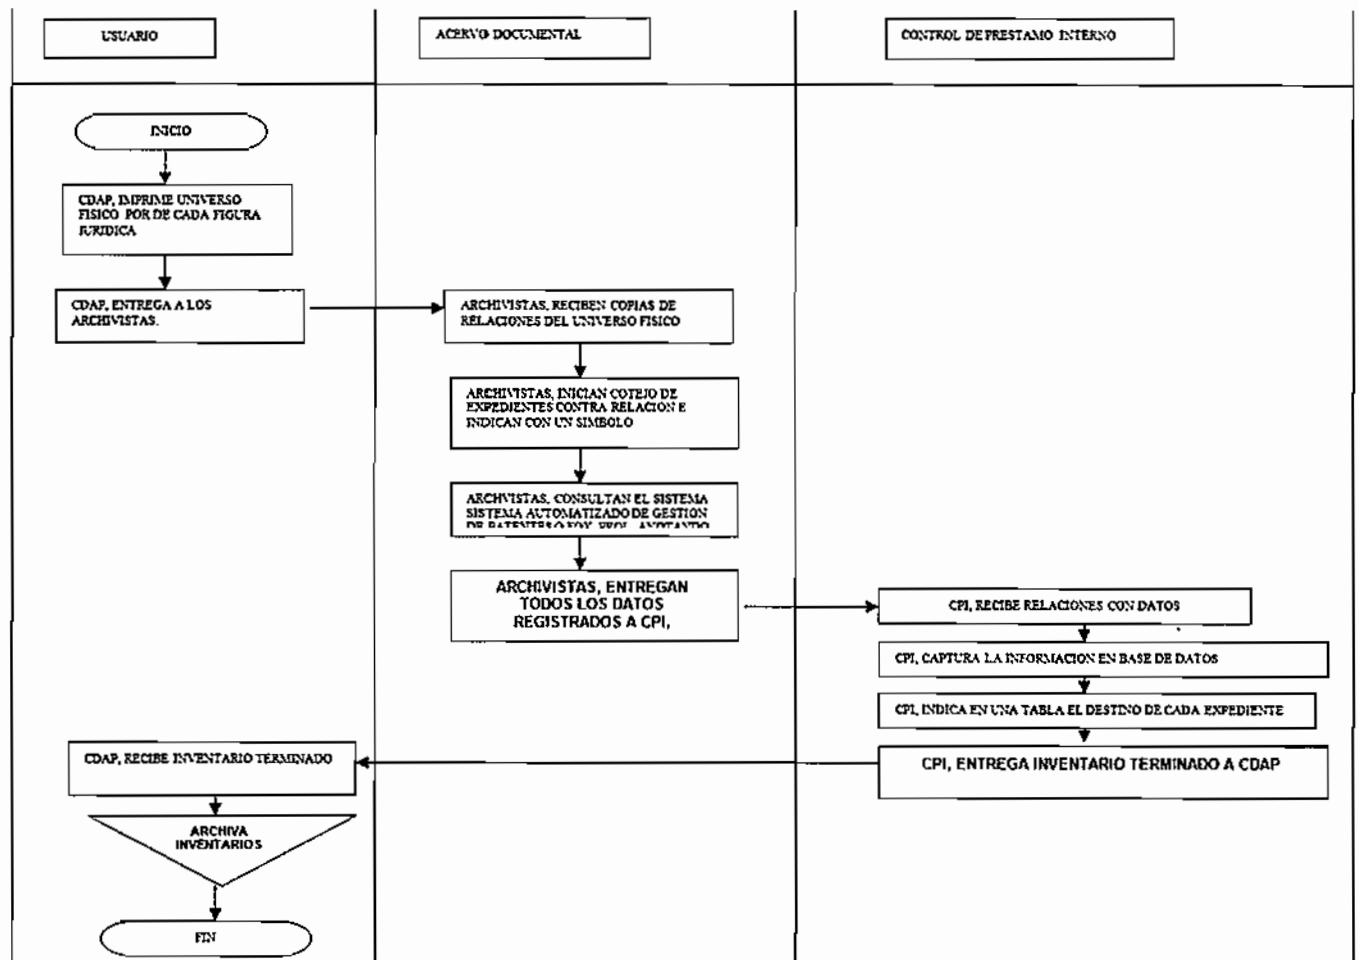 USUARIO
ACERVO DOCUMENTAL
CONTROL DE PRESTAMO INTERNO
INICIO
CDAP, IMPRIME UNIVERSO
FISICO POR DE CADA FIGURA
JURIDICA
CDAP, ENTREGA A LOS
ARCHIVISTAS.
ARCHIVISTAS, RECIBEN COPIAS DE
RELACIONES DEL UNIVERSO FISICO
ARCHIVISTAS, INICIAN COTEJO DE
EXPEDIENTES CONTRA RELACION E
INDICAN CON UN SIMBOLO
ARCHVISTAS, CONSULTAN EL SISTEMA
SISTEMA AUTOMATIZADO DE GESTION
DE
ARCHIVISTAS, ENTREGAN
TODOS LOS DATOS
REGISTRADOS A CPI,
CPI, RECIBE RELACIONES CON DATOS
CPI, CAPTURA LA INFORMACION EN BASE DE DATOS
CPI, INDICA EN UNA TABLA EL DESTINO DE CADA EXPEDIENTE
CPI, ENTREGA INVENTARIO TERMINADO A CDAP
CDAP, RECIBE INVENTARIO TERMINADO
ARCHIVA
INVENTARIOS
FIN